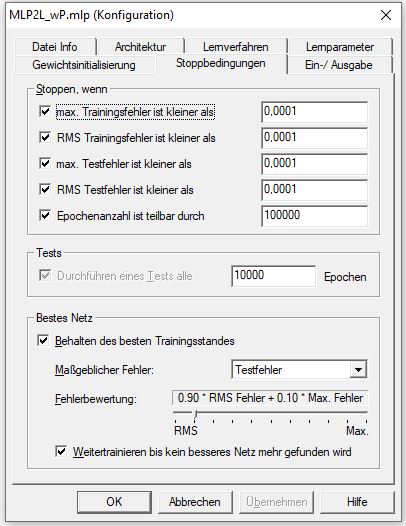 MLP2L_wP.mlp (Konfiguration)
Datei Info
Architektur
Lernverfahren
Lernparameter
Gewichtsinitialisierung
Stoppbedingungen
Ein-/ Ausgabe
Stoppen, wenn
max. Trainingsfehler ist kleiner als 0,0001
RMS Trainingsfehler ist kleiner als 0,0001
max. Testfehler ist kleiner als 0,0001
RMS Testfehler ist kleiner als 0,0001
Epochenanzahl ist teilbar durch 100000
Tests
Durchführen eines Tests alle 10000 Epochen
Bestes Netz
Behalten des besten Trainingsstandes
Maßgeblicher Fehler: Testfehler
Fehlerbewertung: 0.90 * RMS Fehler + 0.10 * Max. Fehler
RMS Max.
Weitertrainieren bis kein besseres Netz mehr gefunden wird
OK Abbrechen Übernehmen Hilfe